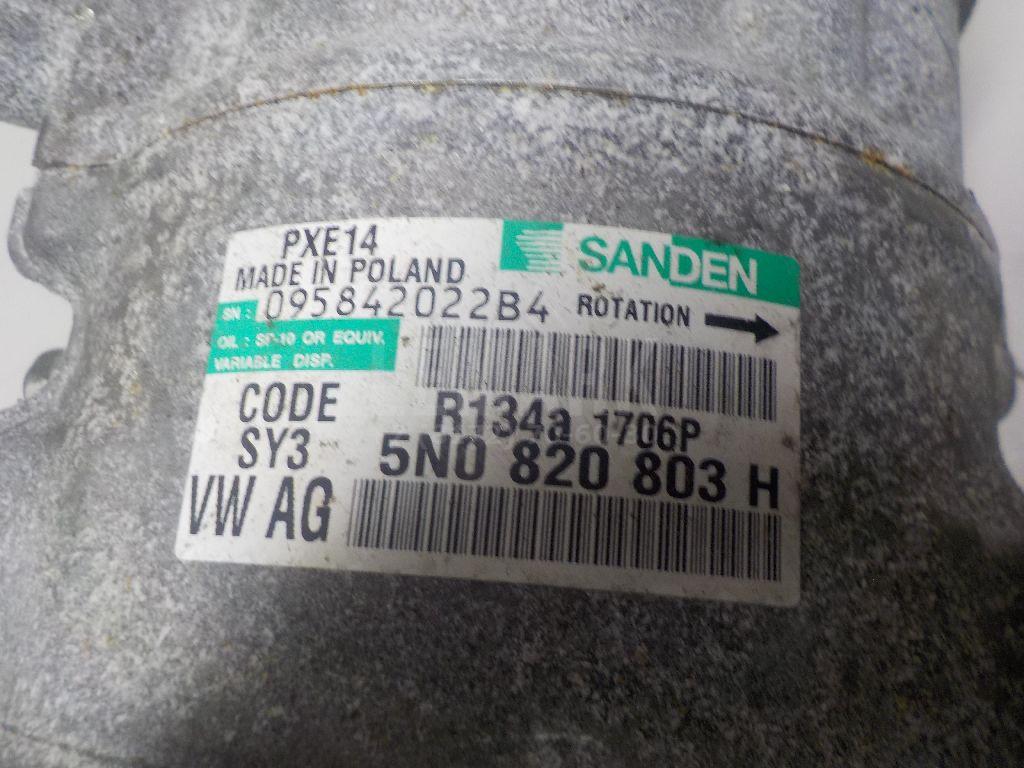 PXE14
SANDEN
MADE IN POLAND
SN: 095842022B4
ROTATION
OIL : SP-10 OR EQUIV.
VARIABLE DISP.
CODE
R134a 1706P
SY3
5N0 820 803 H
VW AG